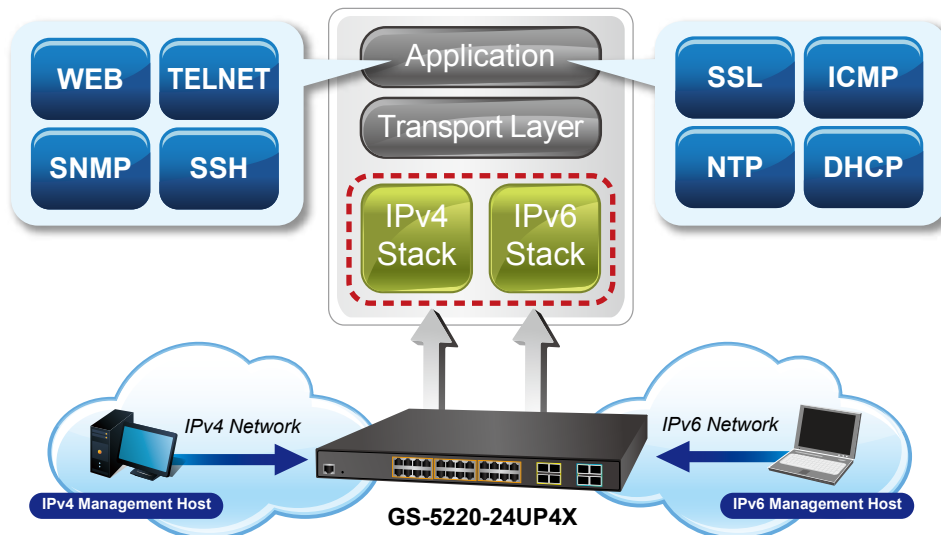 WEB
TELNET
SNMP
SSH
Application
Transport Layer
IPv4
Stack
IPv6
Stack
SSL
ICMP
NTP
DHCP
IPv4 Network
IPv6 Network
IPv4 Management Host
IPv6 Management Host
GS-5220-24UP4X